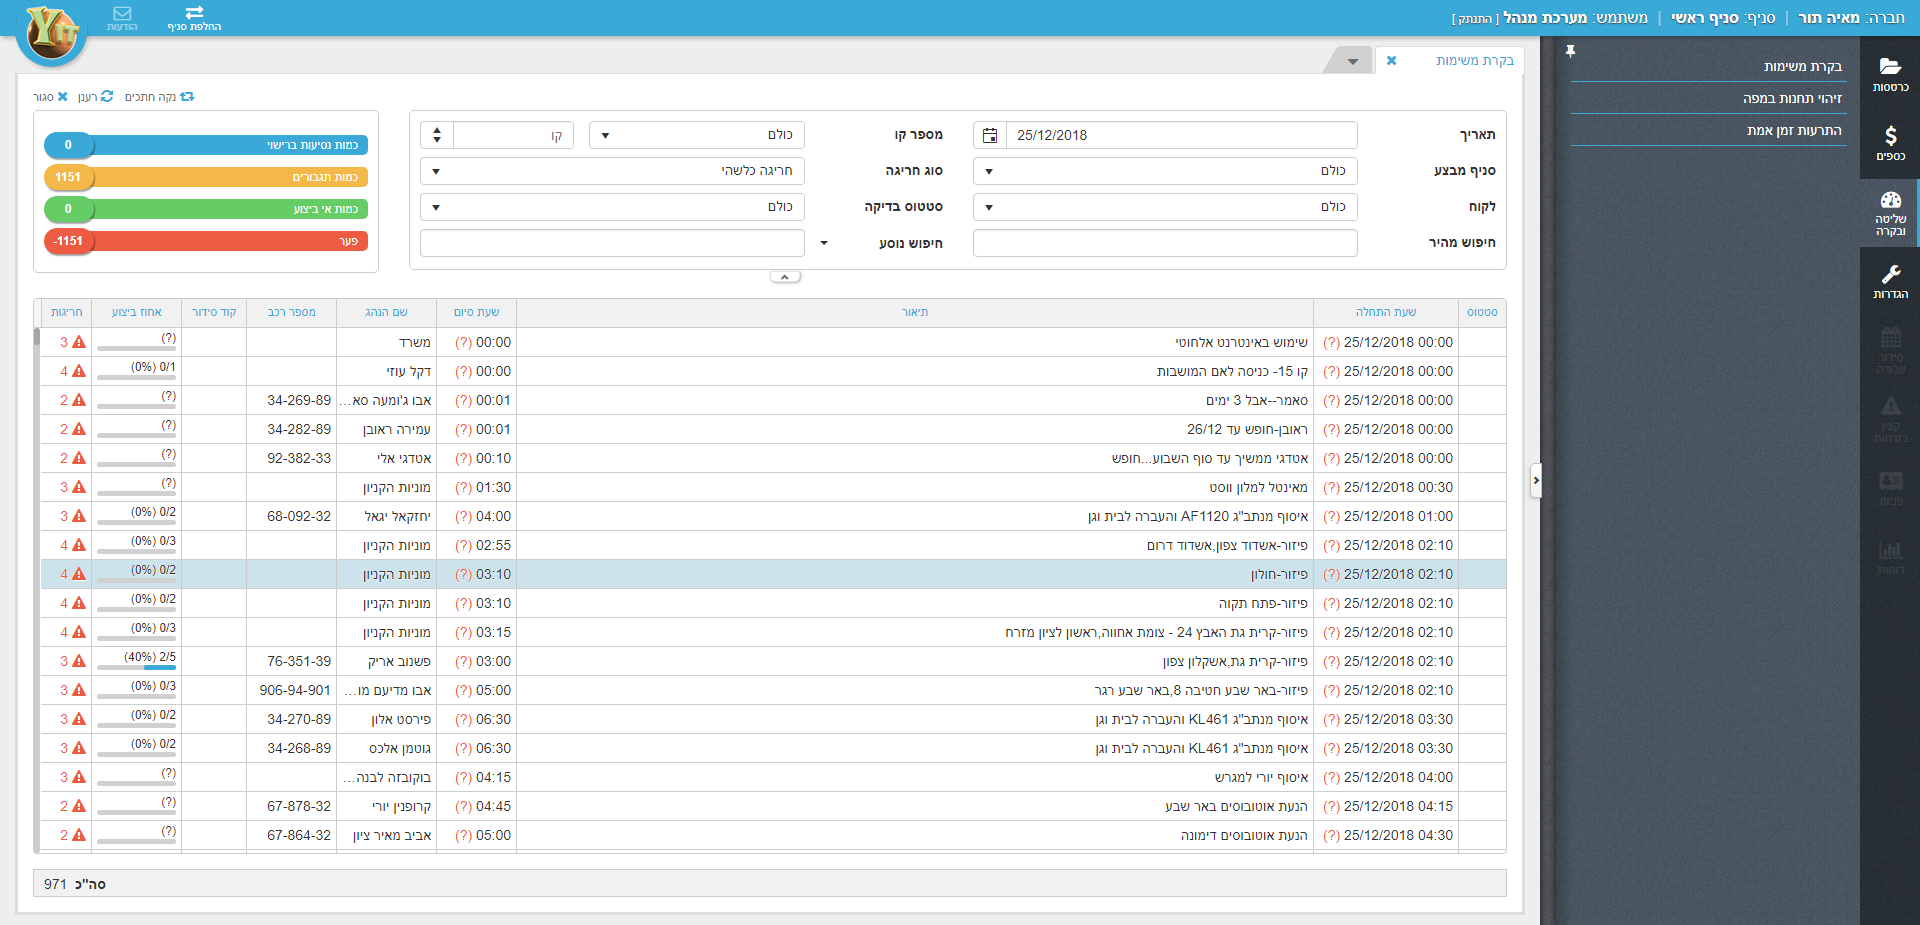 חברה: מאיה תור | סניף: סניף ראשי | משתמש: מערכת מנהל [ התנתק ]
החלפת סניף
הודעות
YIT
כרטסות
כספים
שליטה ובקרה
הגדרות
סידורי עבודה
קצין בטיחות
פניות
דוחות
בקרת משימות
זיהוי תחנות במפה
התרעות זמן אמת
בקרת משימות
נקה חתכים רענן סגור
תאריך 25/12/2018 מספר קו כולם קו
סניף מבצע כולם סוג חריגה חריגה כלשהי
לקוח כולם סטטוס בדיקה כולם
חיפוש מהיר חיפוש נוסע
כמות נסיעות ברישוי 0
כמות תגבורים 1151
כמות אי ביצוע 0
פער -1151
סטטוס שעת התחלה תיאור שעת סיום שם הנהג מספר רכב קוד סידור אחוז ביצוע חריגות
25/12/2018 00:00 (?) שימוש באינטרנט אלחוטי 00:00 (?) משרד (?) 3
25/12/2018 00:00 (?) קו 15- כניסה לאם המושבות 00:00 (?) דקל עוזי 0/1 (0%) 4
25/12/2018 00:00 (?) סאמר--אבל 3 ימים 00:01 (?) אבו ג'ומעה סא... 34-269-89 (?) 2
25/12/2018 00:00 (?) ראובן-חופש עד 26/12 00:01 (?) עמירה ראובן 34-282-89 (?) 2
25/12/2018 00:00 (?) אטדגי ממשיך עד סוף השבוע...חופש 00:10 (?) אטדגי אלי 92-382-33 (?) 2
25/12/2018 00:30 (?) מאינטל למלון ווסט 01:30 (?) מוניות הקניון (?) 3
25/12/2018 01:00 (?) איסוף מנתב"ג AF1120 והעברה לבית וגן 04:00 (?) יחזקאל יגאל 68-092-32 0/2 (0%) 3
25/12/2018 02:10 (?) פיזור-אשדוד צפון,אשדוד דרום 02:55 (?) מוניות הקניון 0/3 (0%) 4
25/12/2018 02:10 (?) פיזור-חולון 03:10 (?) מוניות הקניון 0/2 (0%) 4
25/12/2018 02:10 (?) פיזור-פתח תקוה 03:10 (?) מוניות הקניון 0/2 (0%) 4
25/12/2018 02:10 (?) פיזור-קרית גת האבץ 24 - צומת אחווה,ראשון לציון מזרח 03:15 (?) מוניות הקניון 0/3 (0%) 4
25/12/2018 02:10 (?) פיזור-קרית גת,אשקלון צפון 03:00 (?) פשנוב אריק 76-351-39 2/5 (40%) 3
25/12/2018 02:10 (?) פיזור-באר שבע חטיבה 8,באר שבע רגר 05:00 (?) אבו מדיעם מו... 906-94-901 0/3 (0%) 3
25/12/2018 03:30 (?) איסוף מנתב"ג KL461 והעברה לבית וגן 06:30 (?) פירסט אלון 34-270-89 0/2 (0%) 3
25/12/2018 03:30 (?) איסוף מנתב"ג KL461 והעברה לבית וגן 06:30 (?) גוטמן אלכס 34-268-89 0/2 (0%) 3
25/12/2018 04:00 (?) איסוף יורי למגרש 04:15 (?) בוקובזה לבנה... (?) 3
25/12/2018 04:15 (?) הנעת אוטובוסים באר שבע 04:45 (?) קרופנין יורי 67-878-32 (?) 2
25/12/2018 04:30 (?) הנעת אוטובוסים דימונה 05:00 (?) אביב מאיר ציון 67-864-32 (?) 2
סה"כ 971